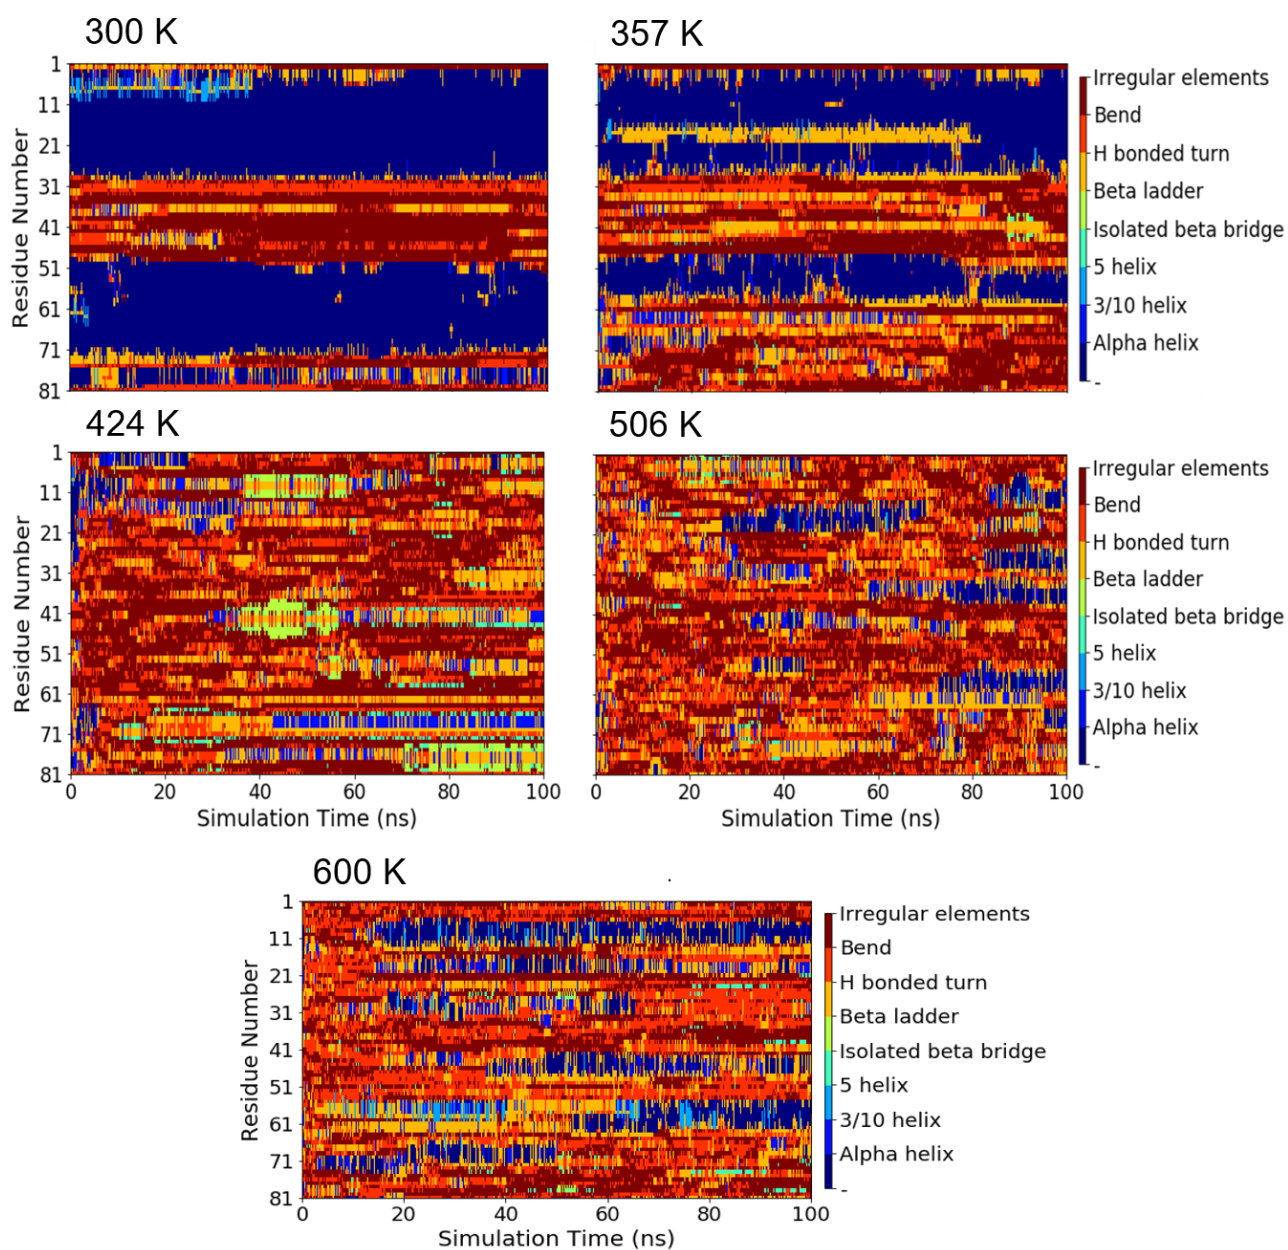 300 K
357 K
Residue Number
1
11
21
31
41
51
61
71
81
Irregular elements
Bend
H bonded turn
Beta ladder
Isolated beta bridge
5 helix
3/10 helix
Alpha helix
-
424 K
506 K
Residue Number
1
11
21
31
41
51
61
71
81
0
20
40
60
80
100
Simulation Time (ns)
0
20
40
60
80
100
Simulation Time (ns)
Irregular elements
Bend
H bonded turn
Beta ladder
Isolated beta bridge
5 helix
3/10 helix
Alpha helix
-
600 K
Residue Number
1
11
21
31
41
51
61
71
81
0
20
40
60
80
100
Simulation Time (ns)
Irregular elements
Bend
H bonded turn
Beta ladder
Isolated beta bridge
5 helix
3/10 helix
Alpha helix
-